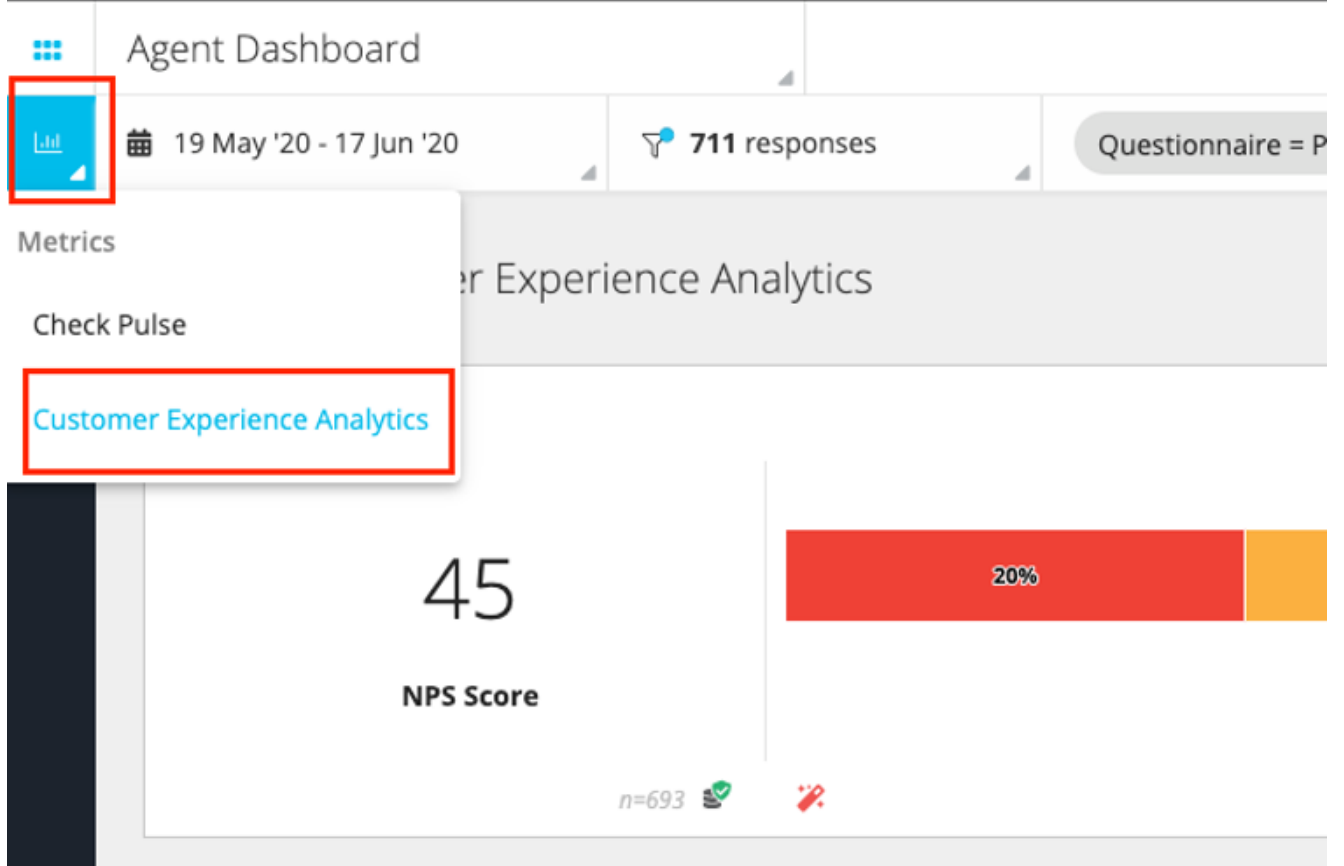 Agent Dashboard
19 May '20 - 17 Jun '20
711 responses
Questionnaire = P
Metrics
er Experience Analytics
Check Pulse
Customer Experience Analytics
20%
45
NPS Score
n=693